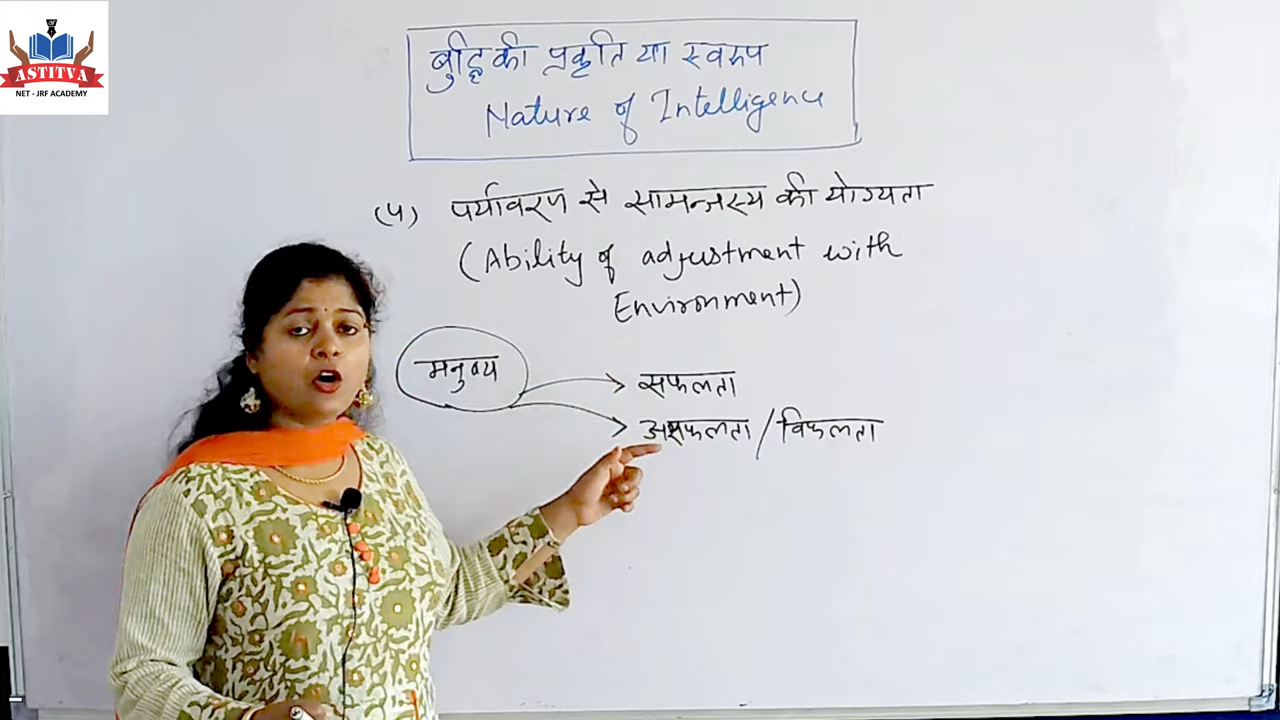 ASTITVA
NET - JRF ACADEMY
बुद्धि की प्रकृति या स्वरूप
Nature of Intelligence
(५) पर्यावरण से सामन्जस्य की योग्यता
(Ability of adjustment with
Environment)
मनुष्य
सफलता
असफलता / विफलता